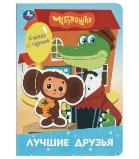 Чебурашка
Книжка с пазлами
ЛУЧШИЕ ДРУЗЬЯ